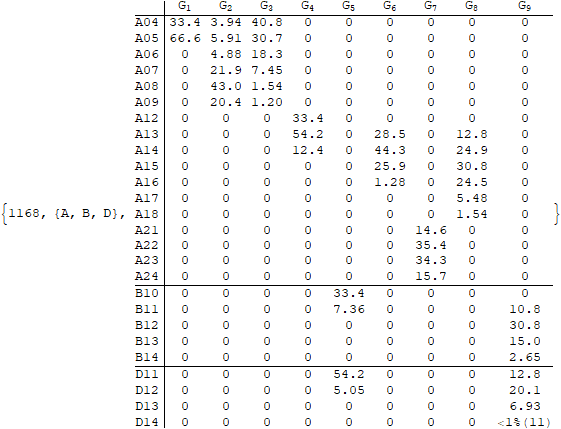 G1 G2 G3 G4 G5 G6 G7 G8 G9
A04 33.4 3.94 40.8 0 0 0 0 0 0
A05 66.6 5.91 30.7 0 0 0 0 0 0
A06 0 4.88 18.3 0 0 0 0 0 0
A07 0 21.9 7.45 0 0 0 0 0 0
A08 0 43.0 1.54 0 0 0 0 0 0
A09 0 20.4 1.20 0 0 0 0 0 0
A12 0 0 0 33.4 0 0 0 0 0
A13 0 0 0 54.2 0 28.5 0 12.8 0
A14 0 0 0 12.4 0 44.3 0 24.9 0
A15 0 0 0 0 0 25.9 0 30.8 0
A16 0 0 0 0 0 1.28 0 24.5 0
A17 0 0 0 0 0 0 0 5.48 0
{1168, {A, B, D}, A18 0 0 0 0 0 0 0 1.54 0 }
A21 0 0 0 0 0 0 14.6 0 0
A22 0 0 0 0 0 0 35.4 0 0
A23 0 0 0 0 0 0 34.3 0 0
A24 0 0 0 0 0 0 15.7 0 0
B10 0 0 0 0 33.4 0 0 0 0
B11 0 0 0 0 7.36 0 0 0 10.8
B12 0 0 0 0 0 0 0 0 30.8
B13 0 0 0 0 0 0 0 0 15.0
B14 0 0 0 0 0 0 0 0 2.65
D11 0 0 0 0 54.2 0 0 0 12.8
D12 0 0 0 0 5.05 0 0 0 20.1
D13 0 0 0 0 0 0 0 0 6.93
D14 0 0 0 0 0 0 0 0 <1%(11)